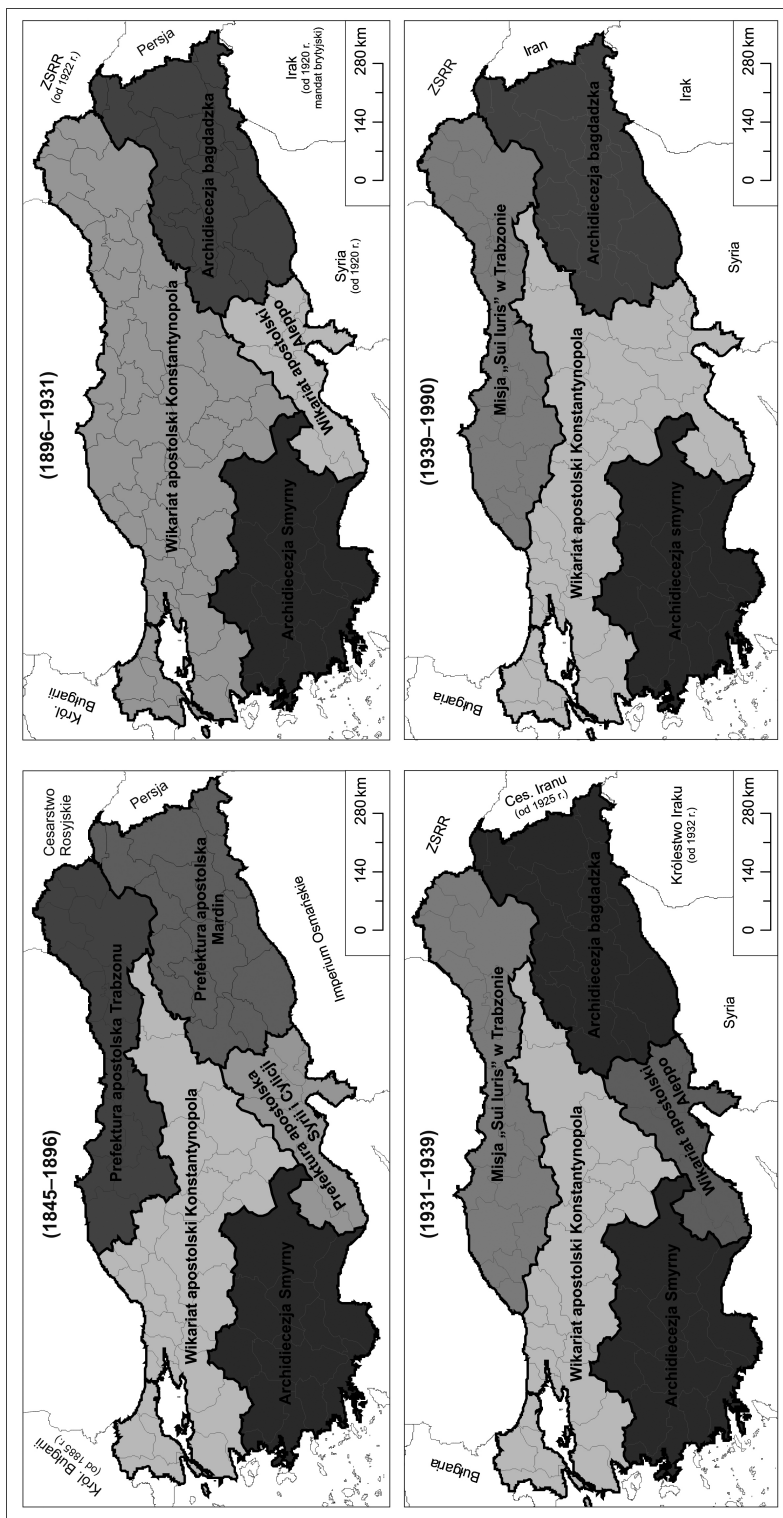 (1845–1896)
Król. Bułgarii
(od 1885 r.)
Cesarstwo
Rosyjskie
Persja
Imperium Osmańskie
Prefektura apostolska Trabzonu
Wikariat apostolski Konstantynopola
Prefektura apostolska
Mardin
Prefektura apostolska
Syrii i Cylicji
Archidiecezja Smyrny
0 140 280 km
(1896–1931)
Król.
Bułgarii
ZSRR
(od 1922 r.)
Persja
Irak
(od 1920 r.
mandat brytyjski)
Syria
(od 1920 r.)
Wikariat apostolski Konstantynopola
Archidiecezja bagdadzka
Wikariat apostolski
Aleppo
Archidiecezja Smyrny
0 140 280 km
(1931–1939)
Bułgaria
ZSRR
Ces. Iranu
(od 1925 r.)
Królestwo Iraku
(od 1932 r.)
Syria
Misja „Sui Iuris” w Trabzonie
Wikariat apostolski Konstantynopola
Archidiecezja bagdadzka
Wikariat apostolski
Aleppo
Archidiecezja Smyrny
0 140 280 km
(1939–1990)
Bułgaria
ZSRR
Iran
Irak
Syria
Misja „Sui Iuris” w Trabzonie
Wikariat apostolski Konstantynopola
Archidiecezja bagdadzka
Archidiecezja smyrny
0 140 280 km